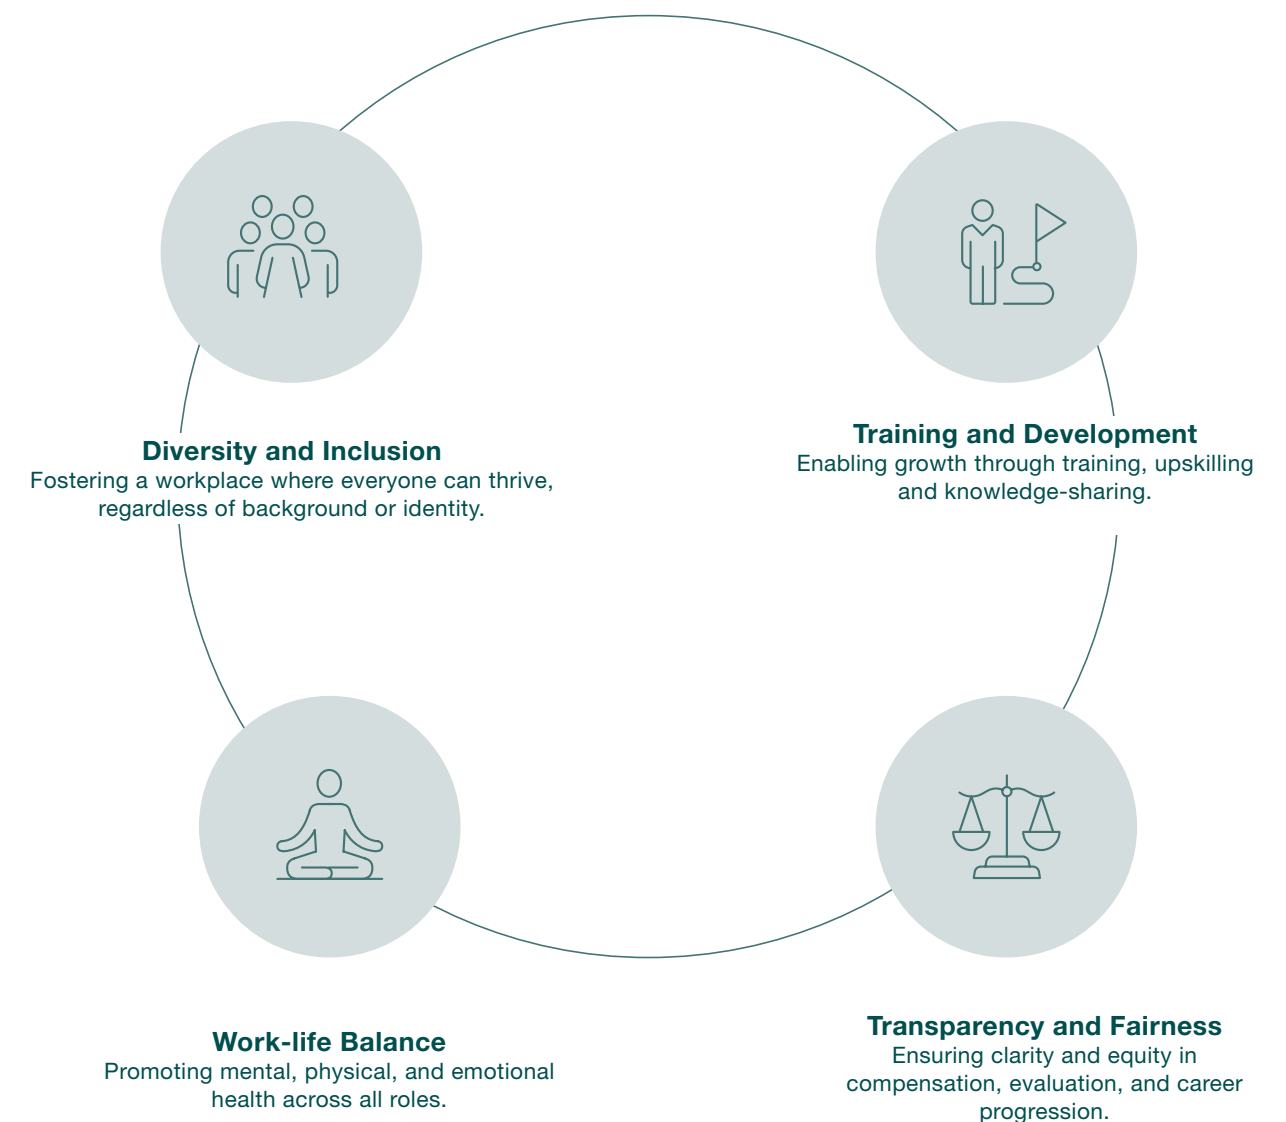 Diversity and Inclusion
Fostering a workplace where everyone can thrive,
regardless of background or identity.
Training and Development
Enabling growth through training, upskilling
and knowledge-sharing.
Work-life Balance
Promoting mental, physical, and emotional
health across all roles.
Transparency and Fairness
Ensuring clarity and equity in
compensation, evaluation, and career
progression.